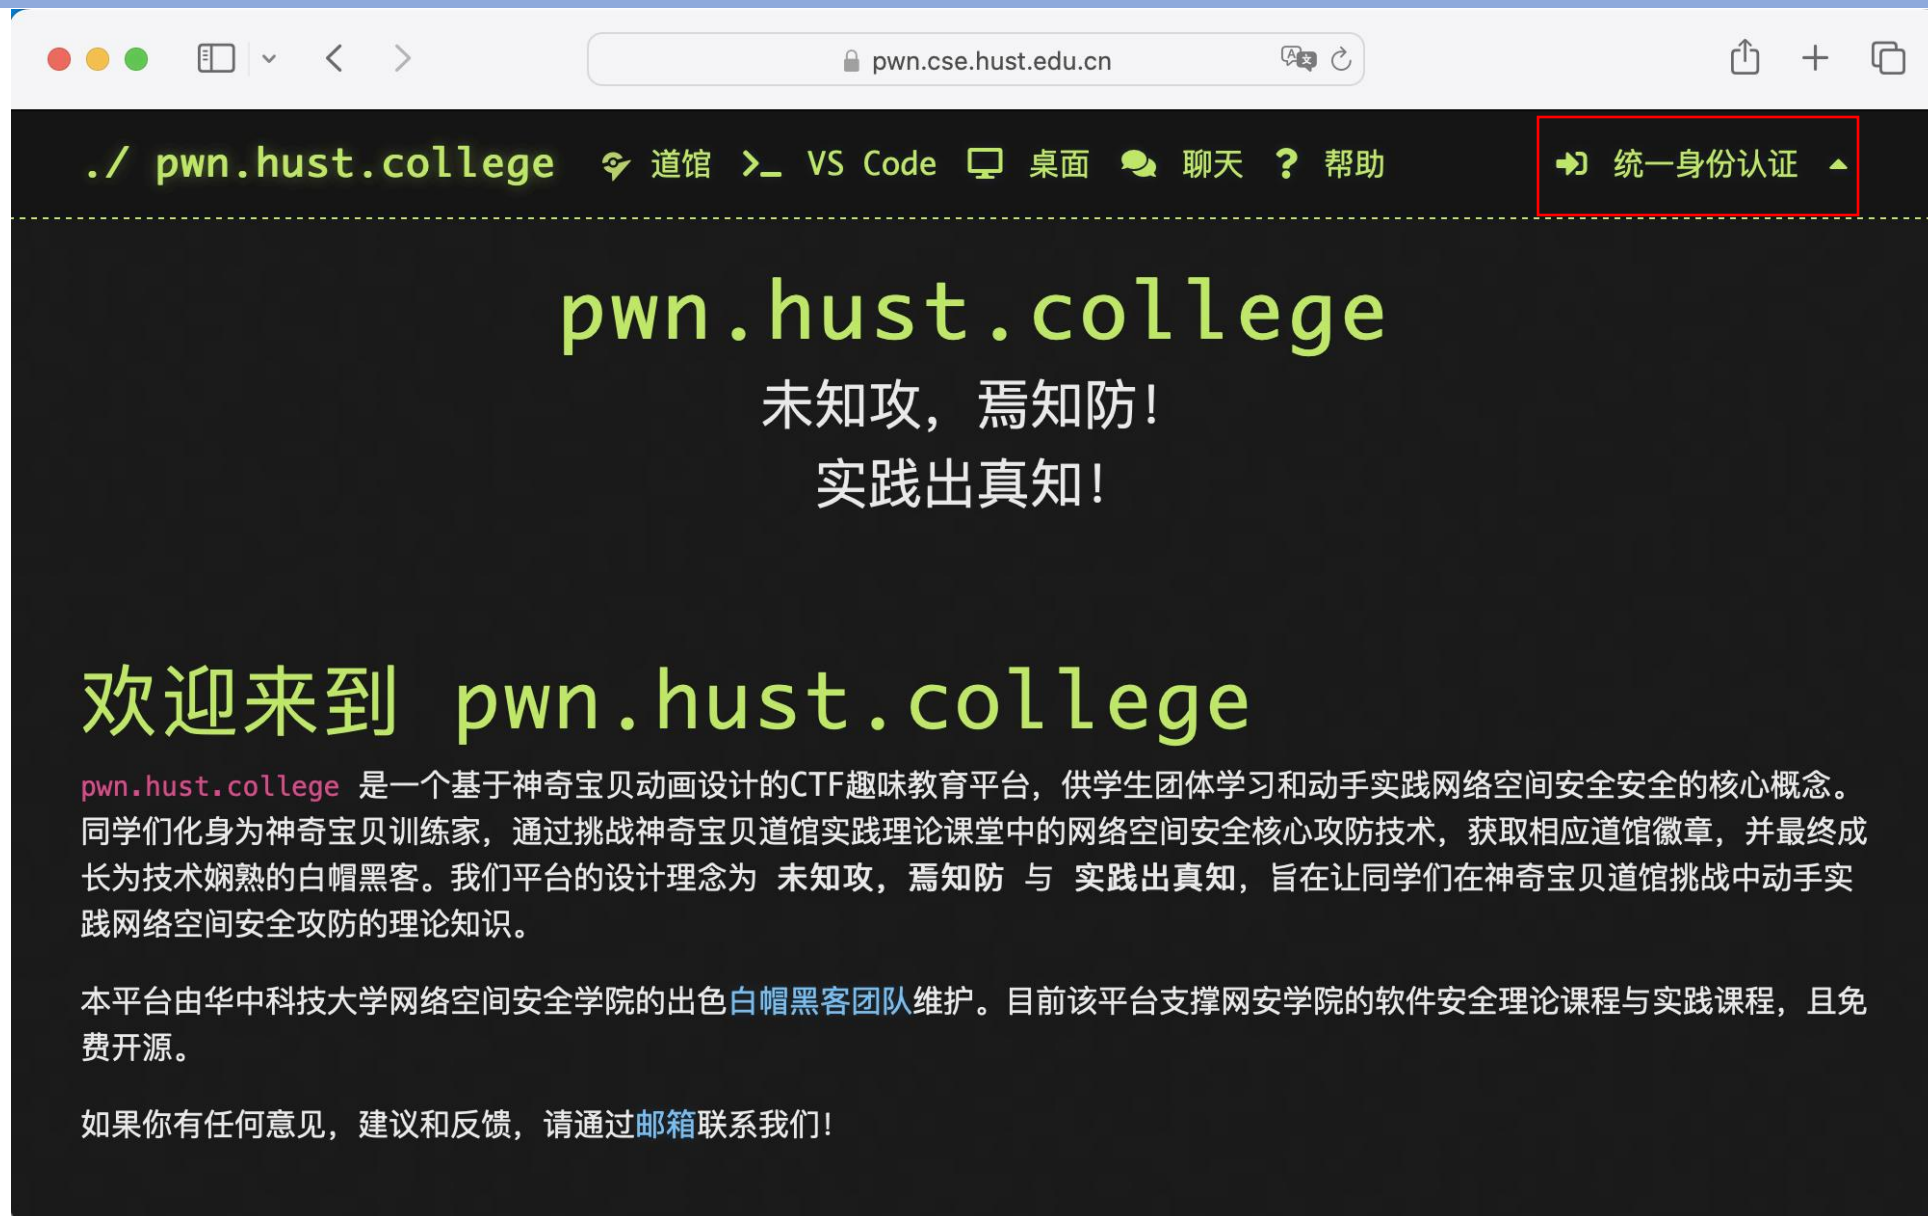 pwn.cse.hust.edu.cn
./ pwn.hust.college 道馆 VS Code 桌面 聊天 ? 帮助 统一身份认证
pwn.hust.college
未知攻，焉知防！
实践出真知！
欢迎来到 pwn.hust.college
pwn.hust.college 是一个基于神奇宝贝动画设计的CTF趣味教育平台，供学生团体学习和动手实践网络空间安全安全的核心概念。
同学们化身为神奇宝贝训练家，通过挑战神奇宝贝道馆实践理论课堂中的网络空间安全核心攻防技术，获取相应道馆徽章，并最终成
长为技术娴熟的白帽黑客。我们平台的设计理念为 未知攻，焉知防 与 实践出真知，旨在让同学们在神奇宝贝道馆挑战中动手实
践网络空间安全攻防的理论知识。
本平台由华中科技大学网络空间安全学院的出色白帽黑客团队维护。目前该平台支撑网安学院的软件安全理论课程与实践课程，且免
费开源。
如果你有任何意见，建议和反馈，请通过邮箱联系我们！